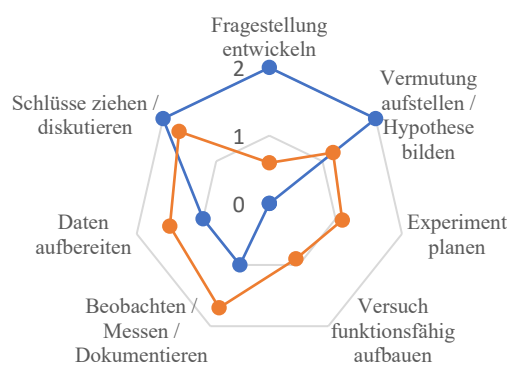 Fragestellung
entwickeln
2
Vermutung
aufstellen /
Hypothese
bilden
Schlüsse ziehen /
diskutieren
1
0
Daten
aufbereiten
Experiment
planen
Beobachten /
Messen /
Dokumentieren
Versuch
funktionsfähig
aufbauen